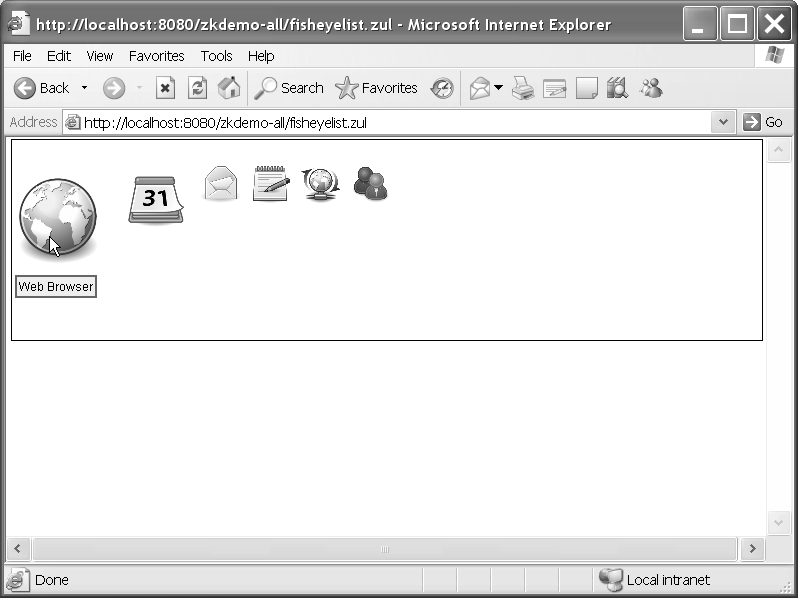 http://localhost:8080/zkdemo-all/fisheyelist.zul - Microsoft Internet Explorer
File Edit View Favorites Tools Help
Back Search Favorites
Address http://localhost:8080/zkdemo-all/fisheyelist.zul Go
31
Web Browser
Done Local intranet